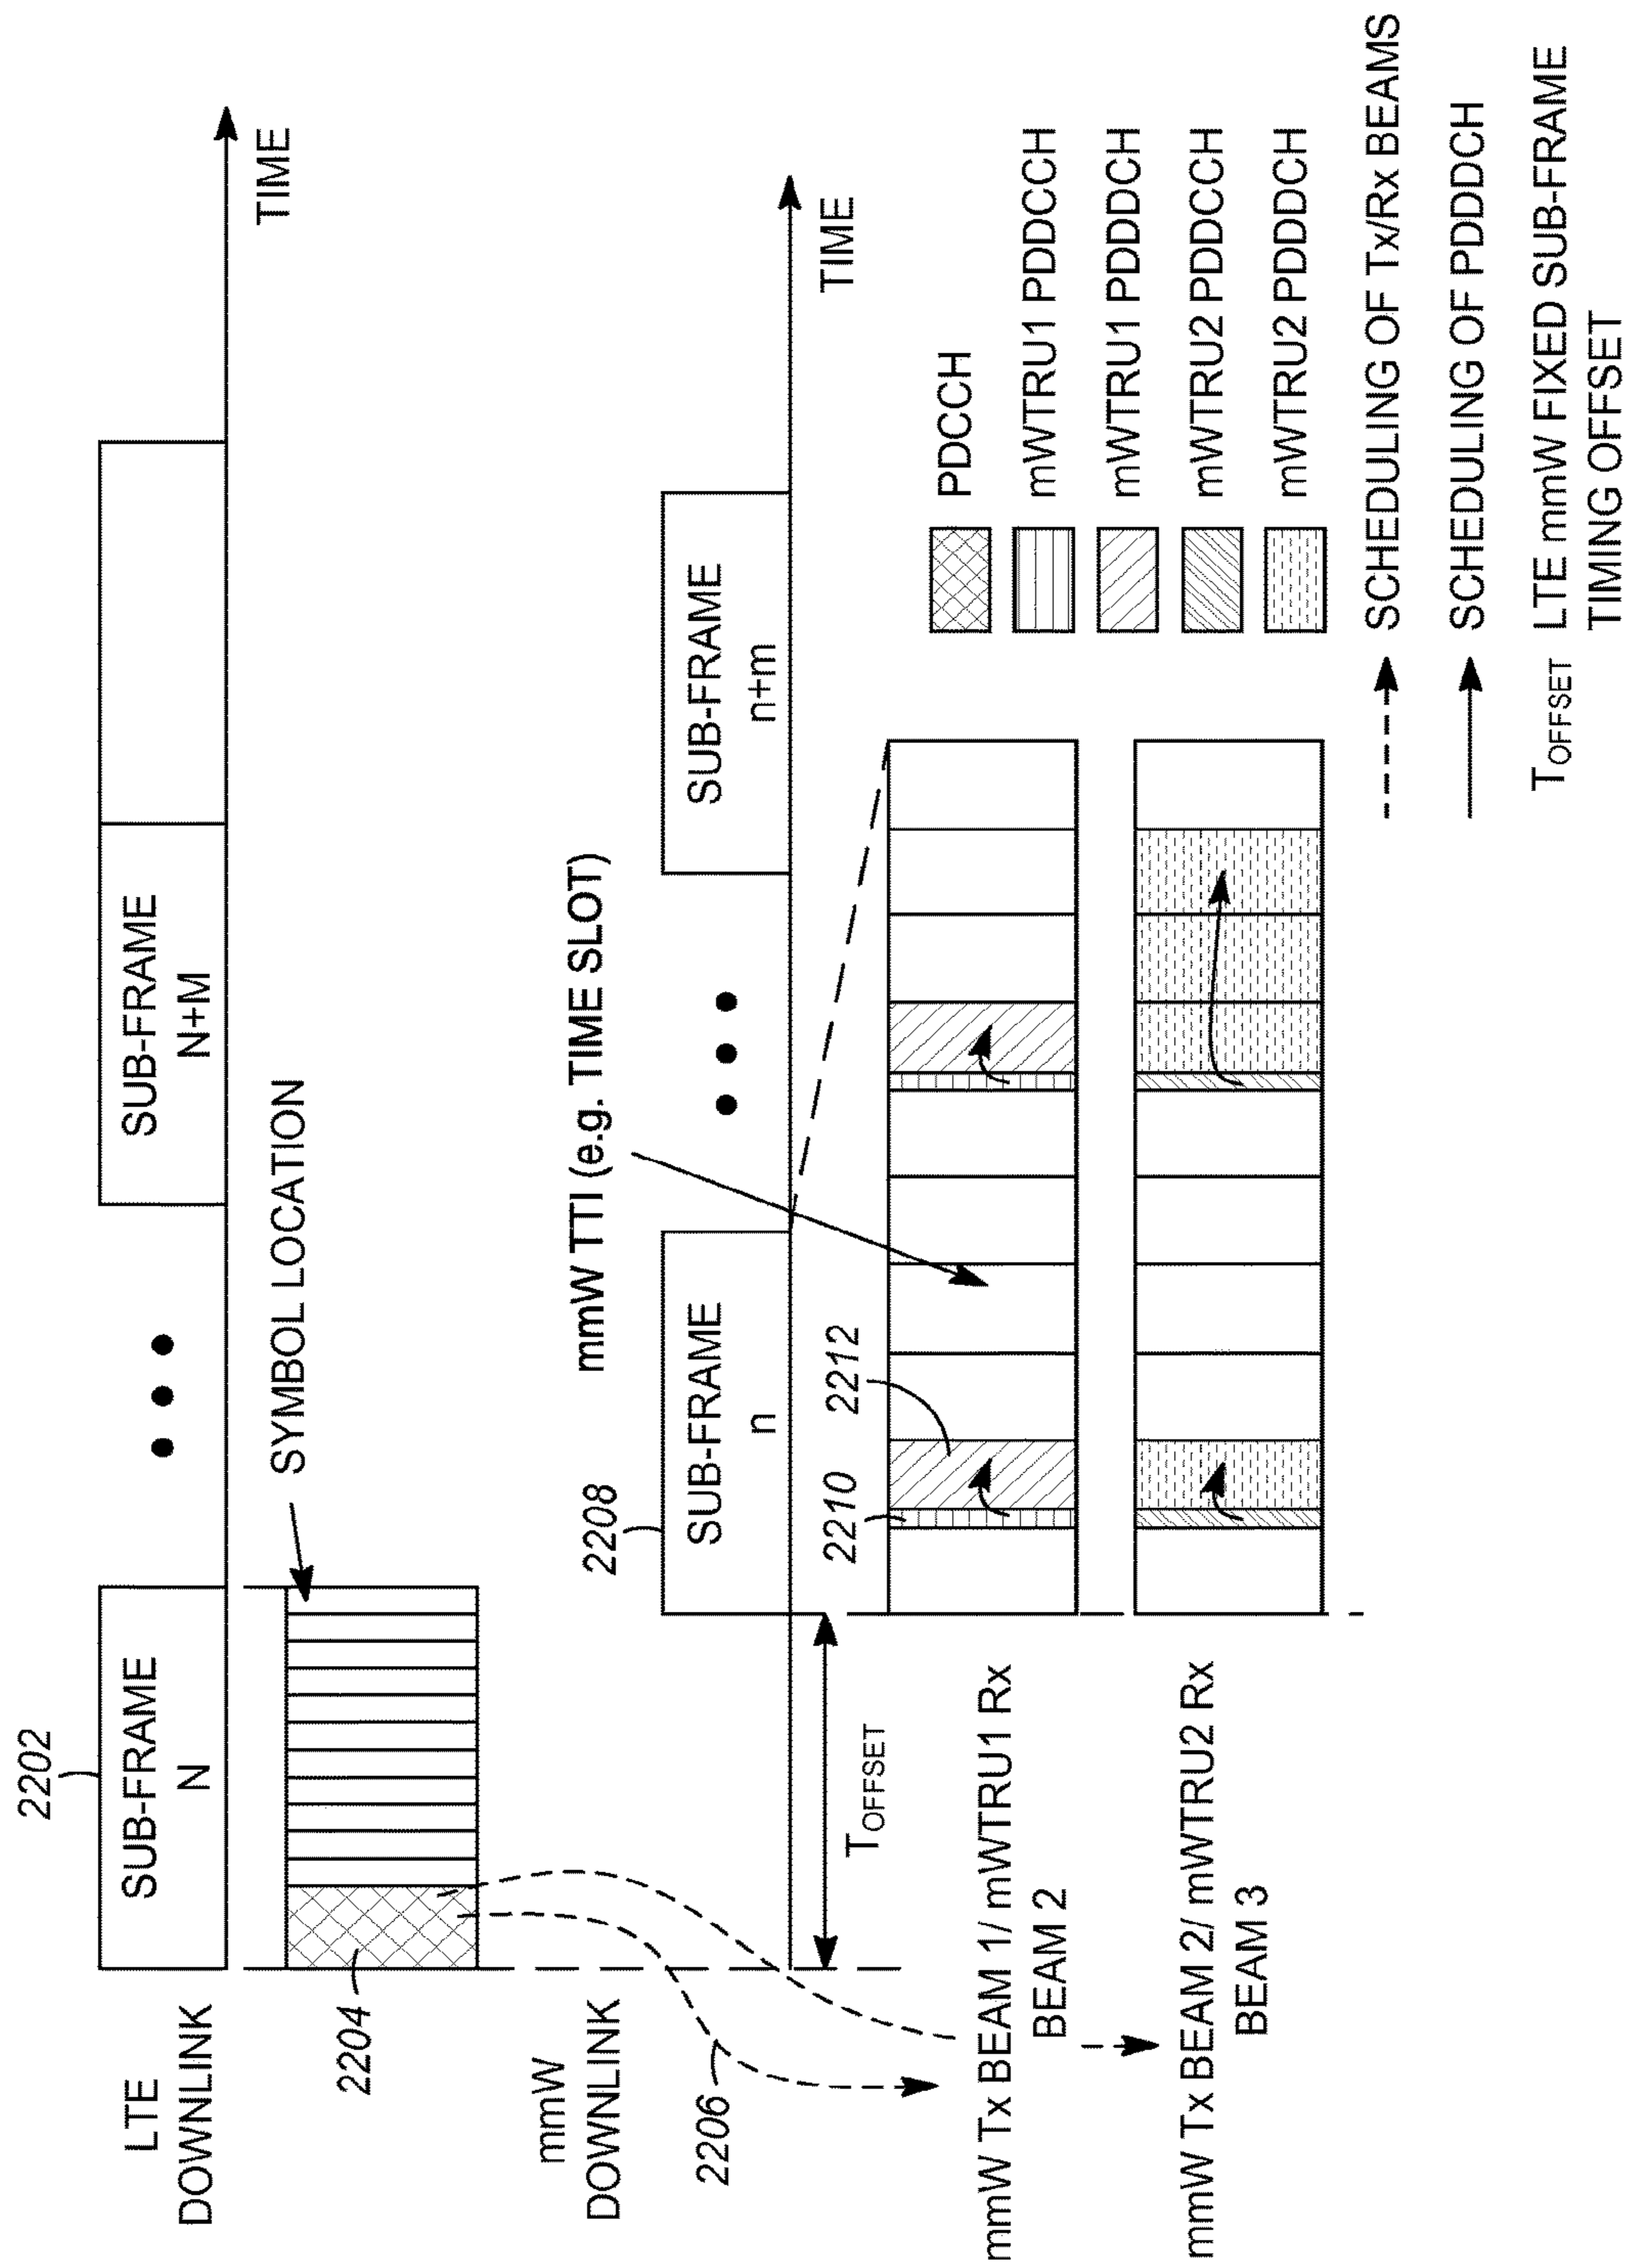 LTE
DOWNLINK
2202
SUB-FRAME
N
SUB-FRAME
N+M
TIME
SYMBOL LOCATION
2204
mmW
DOWNLINK
2206
2208
SUB-FRAME
n
mmW TTI (e.g. TIME SLOT)
SUB-FRAME
n+m
TIME
TOFFSET
2210
2212
mmW Tx BEAM 1/ mWTRU1 Rx
BEAM 2
mmW Tx BEAM 2/ mWTRU2 Rx
BEAM 3
PDCCH
mWTRU1 PDDCCH
mWTRU1 PDDDCH
mWTRU2 PDDCCH
mWTRU2 PDDDCH
SCHEDULING OF Tx/Rx BEAMS
SCHEDULING OF PDDDCH
TOFFSET LTE mmW FIXED SUB-FRAME
TIMING OFFSET